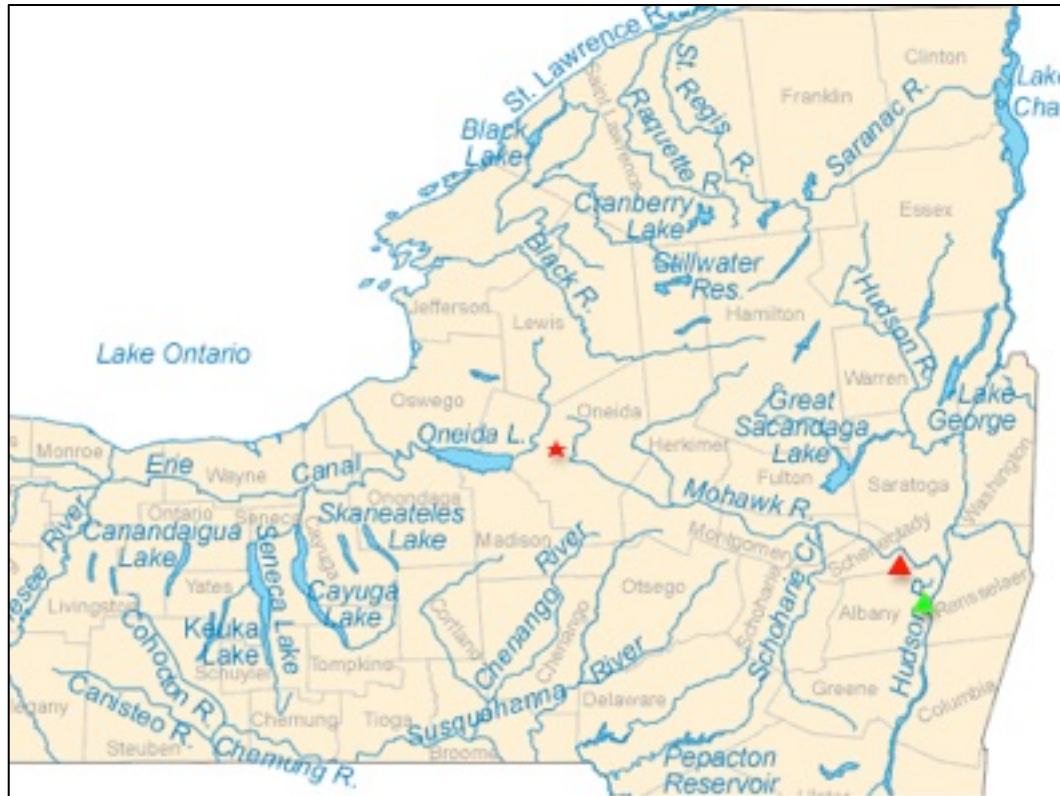 St. Lawrence R.
Clinton
Franklin
Lake
Cha
Saint Lawrence
St. Regis R.
Raquette R.
Saranac R.
Black
Lake
Cranberry
Lake
Essex
Black R.
Stillwater
Res.
Hudson R.
Jefferson
Lewis
Hamilton
Lake Ontario
Warren
Oswego
Oneida
Great
Sacandaga
Lake
Lake
George
Oneida L.
Herkimer
Fulton
Washington
Monroe
Erie
Wayne
Canal
Saratoga
Mohawk R.
Onondaga
Ontario
Seneca
Cayuga
Skaneateles
Lake
Madison
Montgomery
Schenectady
Canandaigua
Lake
esee River
Seneca Lake
Yates
Cayuga
Lake
Chenango River
Otsego
Schoharie
Schoharie Cr.
Albany
Hudson R.
Rensselaer
Livingston
Keuka
Lake
Cortland
Chenango
Cohocton R.
Schuyler
Tompkins
Susquehanna River
Delaware
Greene
Columbia
legany
Canisteo R.
Chemung
Tioga
Steuben
Chemung R.
Broome
Pepacton
Reservoir
Ulster